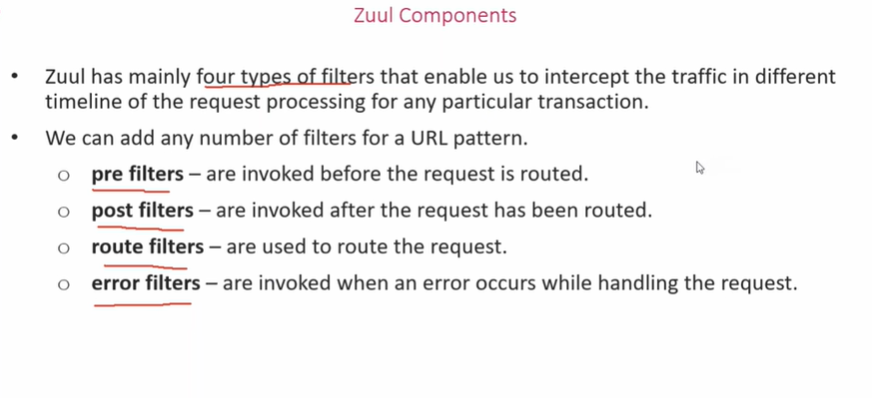 Zuul Components
• Zuul has mainly four types of filters that enable us to intercept the traffic in different
timeline of the request processing for any particular transaction.
• We can add any number of filters for a URL pattern.
o pre filters – are invoked before the request is routed.
o post filters – are invoked after the request has been routed.
o route filters – are used to route the request.
o error filters – are invoked when an error occurs while handling the request.